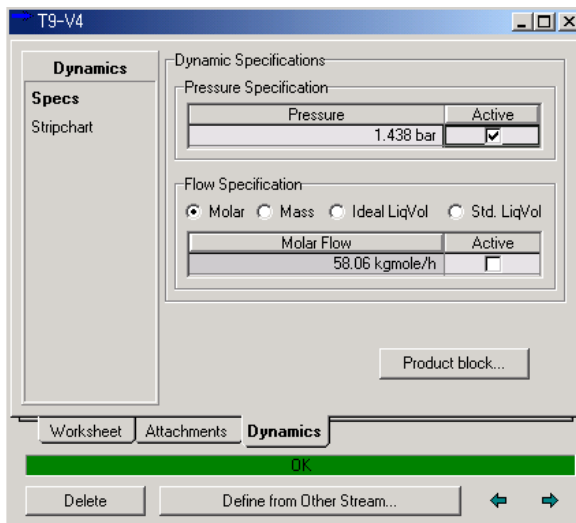 T9-V4
Dynamics
Specs
Stripchart
Dynamic Specifications
Pressure Specification
Pressure Active
1.438 bar
Flow Specification
Molar Mass Ideal LiqVol Std. LiqVol
Molar Flow Active
58.06 kgmole/h
Product block...
Worksheet Attachments Dynamics
OK
Delete Define from Other Stream...